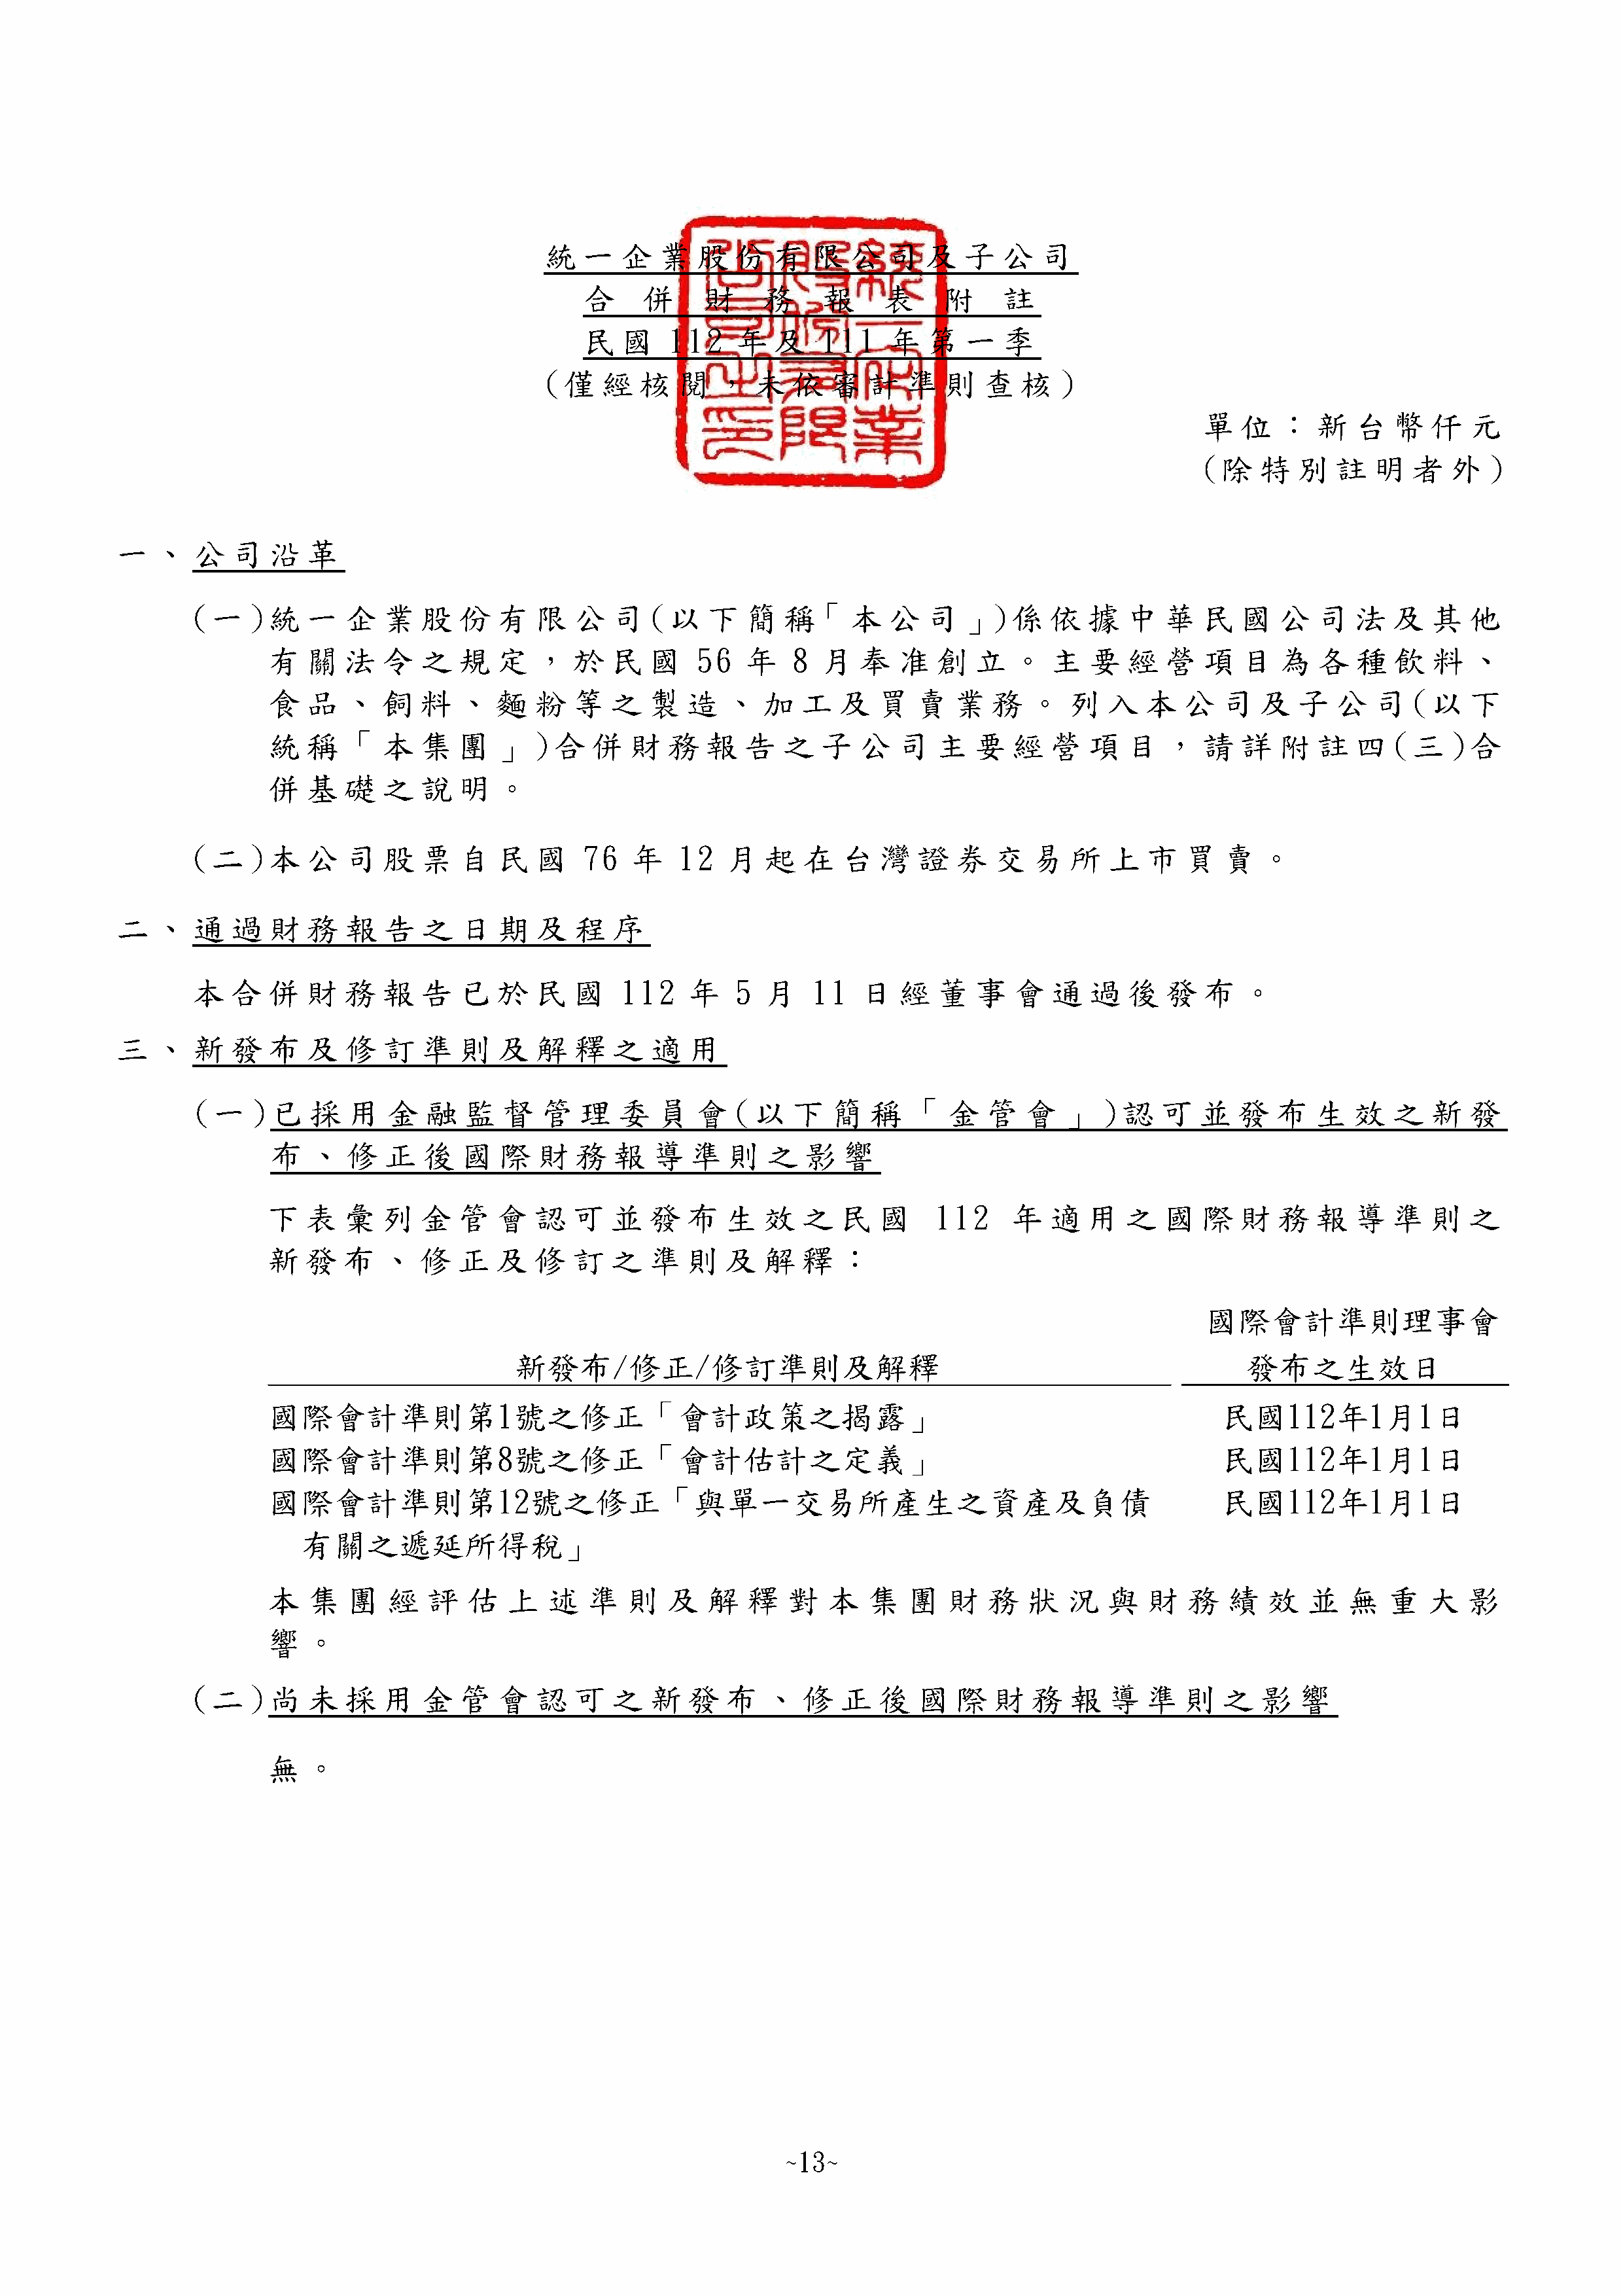 統一企業股份有限公司及子公司
合併財務報表附註
民國 112 年及 111 年第一季
(僅經核閱，未依審計準則查核)
單位：新台幣仟元
(除特別註明者外)
一、公司沿革
(一)統一企業股份有限公司(以下簡稱「本公司」)係依據中華民國公司法及其他
有關法令之規定，於民國 56 年 8 月奉准創立。主要經營項目為各種飲料、
食品、飼料、麵粉等之製造、加工及買賣業務。列入本公司及子公司(以下
統稱「本集團」)合併財務報告之子公司主要經營項目，請詳附註四(三)合
併基礎之說明。
(二)本公司股票自民國 76 年 12 月起在台灣證券交易所上市買賣。
二、通過財務報告之日期及程序
本合併財務報告已於民國 112 年 5 月 11 日經董事會通過後發布。
三、新發布及修訂準則及解釋之適用
(一)已採用金融監督管理委員會(以下簡稱「金管會」)認可並發布生效之新發
布、修正後國際財務報導準則之影響
下表彙列金管會認可並發布生效之民國 112 年適用之國際財務報導準則之
新發布、修正及修訂之準則及解釋：
國際會計準則理事會
新發布/修正/修訂準則及解釋 發布之生效日
國際會計準則第1號之修正「會計政策之揭露」 民國112年1月1日
國際會計準則第8號之修正「會計估計之定義」 民國112年1月1日
國際會計準則第12號之修正「與單一交易所產生之資產及負債 民國112年1月1日
有關之遞延所得稅」
本集團經評估上述準則及解釋對本集團財務狀況與財務績效並無重大影
響。
(二)尚未採用金管會認可之新發布、修正後國際財務報導準則之影響
無。
~13~